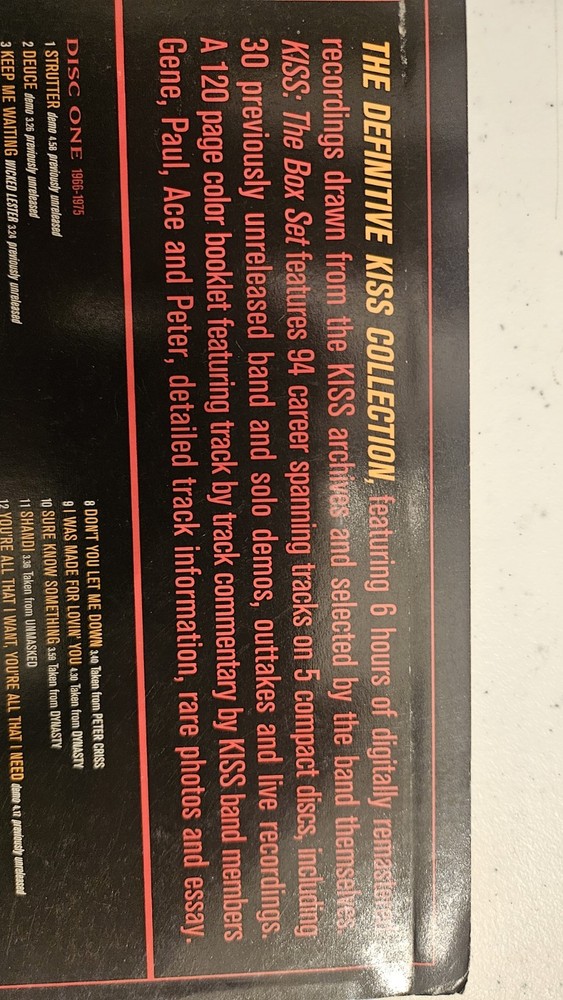 THE DEFINITIVE KISS COLLECTION, featuring 6 hours of digitally remastered
recordings drawn from the KISS archives and selected by the band themselves.
KISS: The Box Set features 94 career spanning tracks on 5 compact discs, including
30 previously unreleased band and solo demos, outtakes and live recordings.
A 120 page color booklet featuring track by track commentary by KISS band members
Gene, Paul, Ace and Peter, detailed track information, rare photos and essay.
DISC ONE 1966-1975
1 STRUTTER demo 4.58 previously unreleased
2 DEUCE demo 3.26 previously unreleased
3 KEEP ME WAITING WICKED LESTER 3.24 previously unreleased
8 DON'T YOU LET ME DOWN 3.40 Taken from PETER CRISS
9 I WAS MADE FOR LOVIN' YOU 4.30 Taken from DYNASTY
10 SURE KNOW SOMETHING 3.59 Taken from DYNASTY
11 SHANDI 3.36 Taken from UNMASKED
12 YOU'RE ALL THAT I WANT, YOU'RE ALL THAT I NEED demo previously unreleased